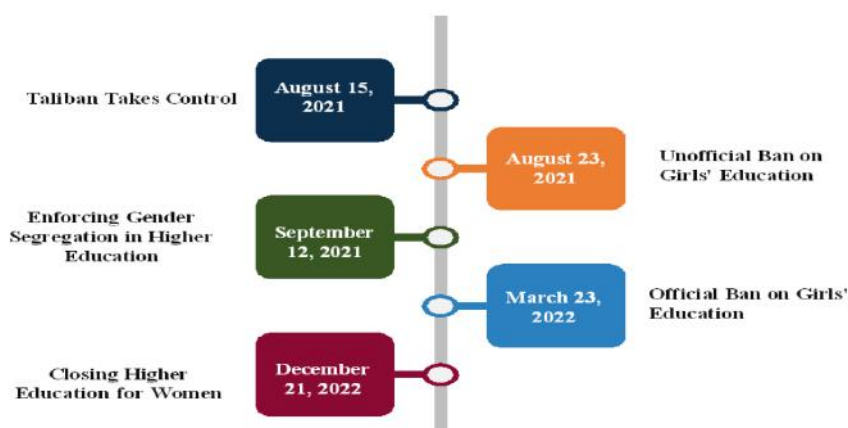 Taliban Takes Control
August 15,
2021
August 23,
2021
Unofficial Ban on
Girls' Education
Enforcing Gender
Segregation in Higher
Education
September
12, 2021
March 23,
2022
Official Ban on Girls'
Education
Closing Higher
Education for Women
December
21, 2022